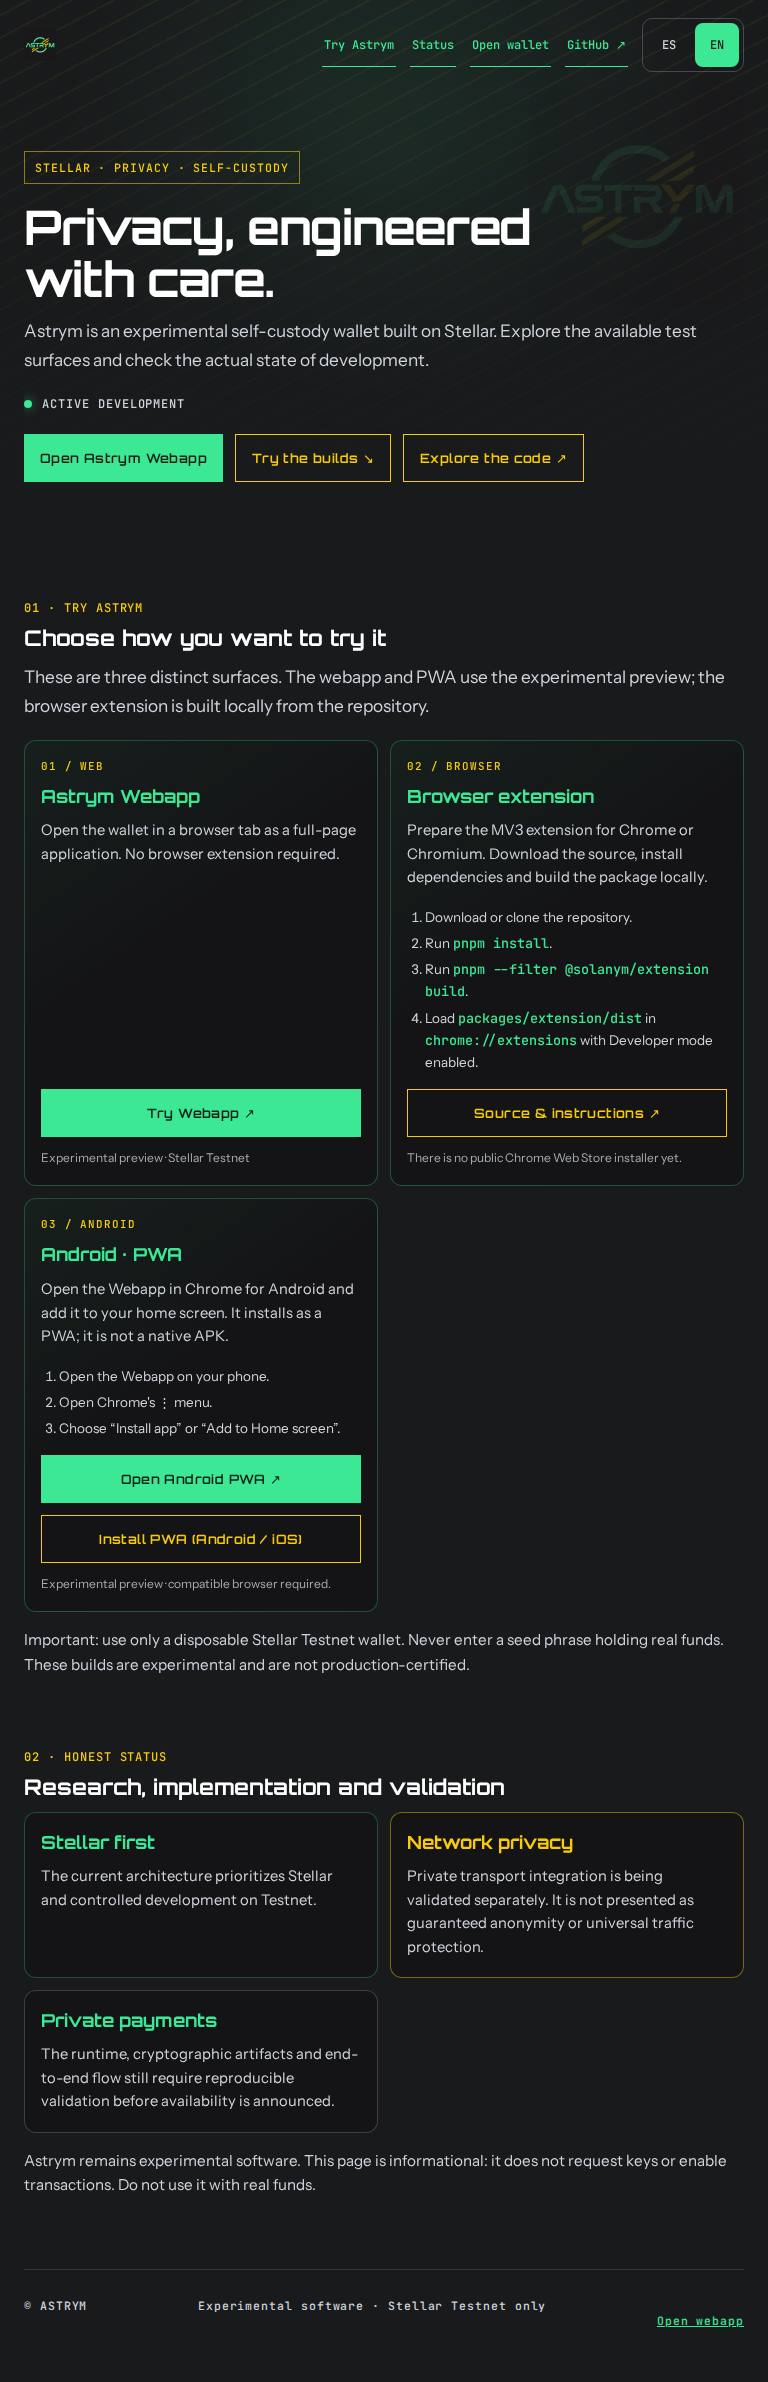 ASTRYM
Try Astrym
Status
Open wallet
GitHub ↗
ES
EN
STELLAR · PRIVACY · SELF-CUSTODY
ASTRYM
Privacy, engineered
with care.
Astrym is an experimental self-custody wallet built on Stellar. Explore the available test
surfaces and check the actual state of development.
ACTIVE DEVELOPMENT
Open Astrym Webapp
Try the builds ↘
Explore the code ↗
01 · TRY ASTRYM
Choose how you want to try it
These are three distinct surfaces. The webapp and PWA use the experimental preview; the
browser extension is built locally from the repository.
01 / WEB
Astrym Webapp
Open the wallet in a browser tab as a full-page
application. No browser extension required.
Try Webapp ↗
Experimental preview · Stellar Testnet
02 / BROWSER
Browser extension
Prepare the MV3 extension for Chrome or
Chromium. Download the source, install
dependencies and build the package locally.
1. Download or clone the repository.
2. Run pnpm install.
3. Run pnpm --filter @solanym/extension
build.
4. Load packages/extension/dist in
chrome://extensions with Developer mode
enabled.
Source & instructions ↗
There is no public Chrome Web Store installer yet.
03 / ANDROID
Android · PWA
Open the Webapp in Chrome for Android and
add it to your home screen. It installs as a
PWA; it is not a native APK.
1. Open the Webapp on your phone.
2. Open Chrome's ⋮ menu.
3. Choose “Install app” or “Add to Home screen”.
Open Android PWA ↗
Install PWA (Android / iOS)
Experimental preview · compatible browser required.
Important: use only a disposable Stellar Testnet wallet. Never enter a seed phrase holding real funds.
These builds are experimental and are not production-certified.
02 · HONEST STATUS
Research, implementation and validation
Stellar first
The current architecture prioritizes Stellar
and controlled development on Testnet.
Network privacy
Private transport integration is being
validated separately. It is not presented as
guaranteed anonymity or universal traffic
protection.
Private payments
The runtime, cryptographic artifacts and end-
to-end flow still require reproducible
validation before availability is announced.
Astrym remains experimental software. This page is informational: it does not request keys or enable
transactions. Do not use it with real funds.
© ASTRYM
Experimental software · Stellar Testnet only
Open webapp